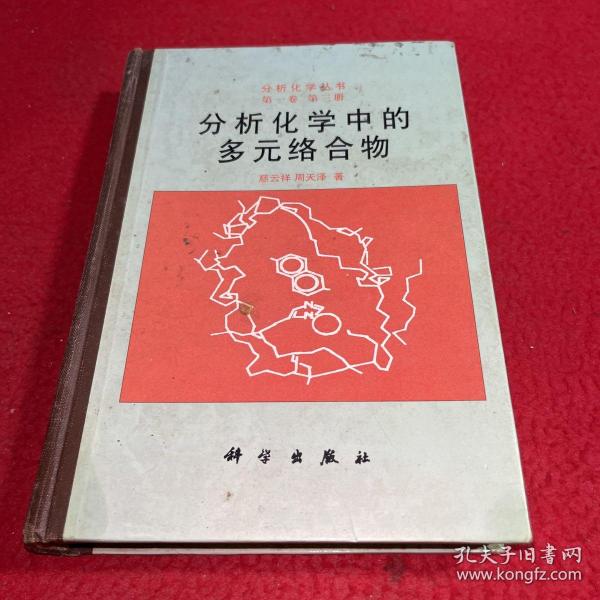 分析化学丛书
第一卷 第三册
分析化学中的
多元络合物
慈云祥 周天泽 著
N
N
科学出版社
孔夫子旧书网
www.kongfz.com